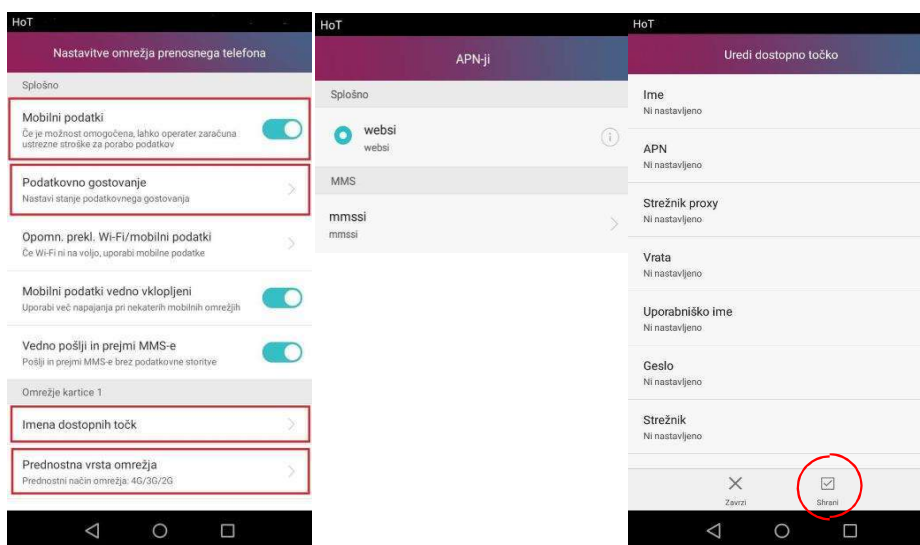 HoT
Nastavitve omrežja prenosnega telefona
Splošno
Mobilni podatki
Če je možnost omogočena, lahko operater zaračuna
ustrezne stroške za porabo podatkov
Podatkovno gostovanje
Nastavi stanje podatkovnega gostovanja
Opomn. prekl. Wi-Fi/mobilni podatki
Če Wi-Fi ni na voljo, uporabi mobilne podatke
Mobilni podatki vedno vklopljeni
Uporabi več napajanja pri nekaterih mobilnih omrežjih
Vedno pošlji in prejmi MMS-e
Pošlji in prejmi MMS-e brez podatkovne storitve
Omrežje kartice 1
Imena dostopnih točk
Prednostna vrsta omrežja
Prednostni način omrežja: 4G/3G/2G
HoT
APN-ji
Splošno
websi
websi
MMS
mmssi
mmssi
HoT
Uredi dostopno točko
Ime
Ni nastavljeno
APN
Ni nastavljeno
Strežnik proxy
Ni nastavljeno
Vrata
Ni nastavljeno
Uporabniško ime
Ni nastavljeno
Geslo
Ni nastavljeno
Strežnik
Ni nastavljeno
Zavrzi
Shrani